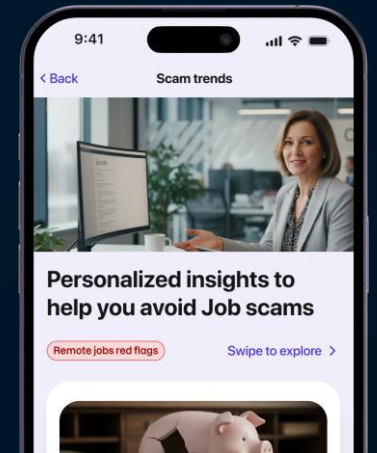 9:41
< Back
Scam trends
Personalized insights to
help you avoid Job scams
Remote jobs red flags
Swipe to explore >